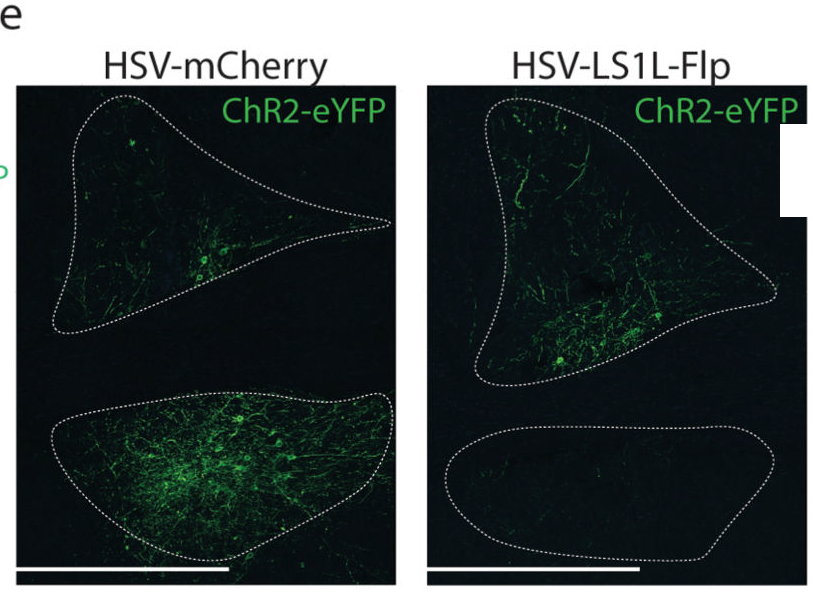 e
HSV-mCherry
HSV-LS1L-Flp
ChR2-eYFP
ChR2-eYFP
P